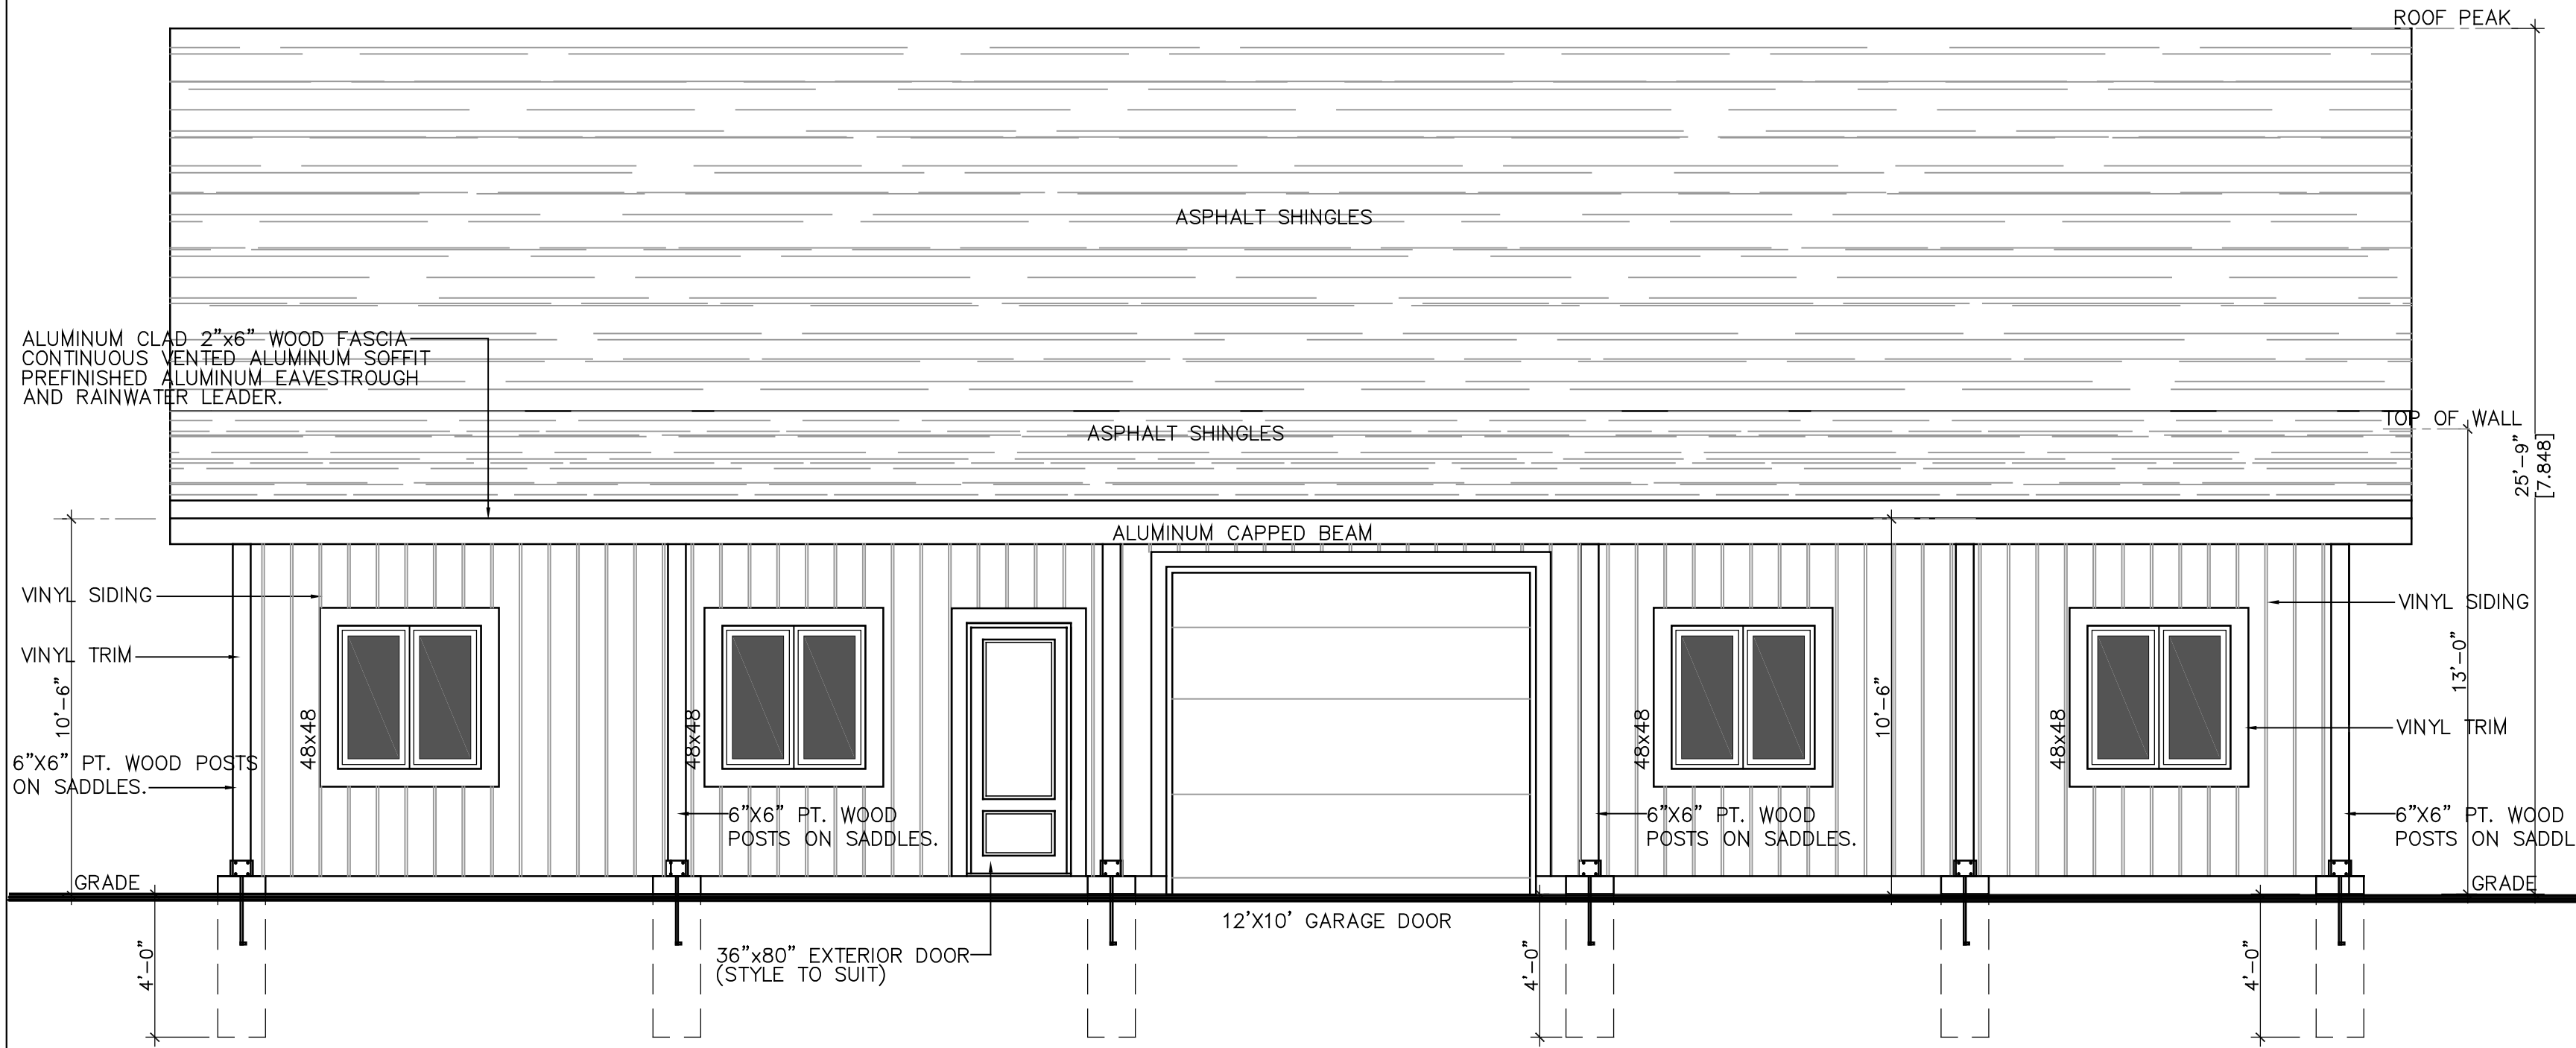 ROOF PEAK
ASPHALT SHINGLES
ALUMINUM CLAD 2"x6" WOOD FASCIA
CONTINUOUS VENTED ALUMINUM SOFFIT
PREFINISHED ALUMINUM EAVESTROUGH
AND RAINWATER LEADER.
TOP OF WALL
ASPHALT SHINGLES
25'-9"
[7.848]
ALUMINUM CAPPED BEAM
VINYL SIDING
VINYL SIDING
VINYL TRIM
13'-0"
10'-6"
10'-6"
48x48
48x48
48x48
48x48
VINYL TRIM
6"X6" PT. WOOD POSTS
ON SADDLES.
6"X6" PT. WOOD
POSTS ON SADDLES.
6"X6" PT. WOOD
POSTS ON SADDLES.
6"X6" PT. WOOD
POSTS ON SADDL
GRADE
GRADE
12'X10' GARAGE DOOR
36"x80" EXTERIOR DOOR
(STYLE TO SUIT)
4'-0"
4'-0"
4'-0"